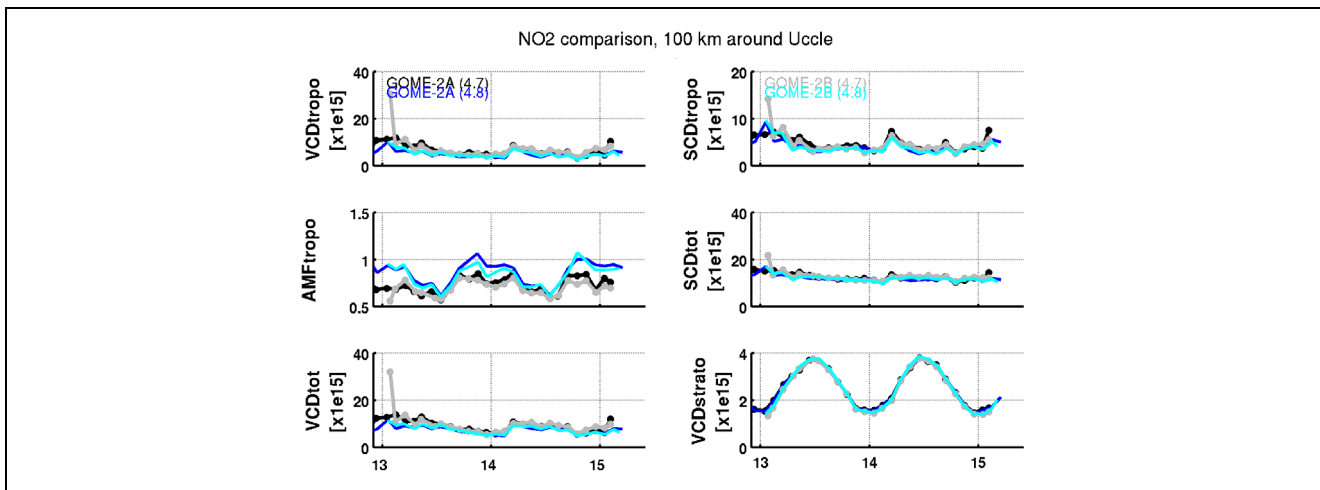 NO2 comparison, 100 km around Uccle
VCDtropo
[x1e15]
40
20
0
GOME-2A (4.7)
GOME-2A (4.8)
SCDtropo
[x1e15]
20
10
0
GOME-2B (4.7)
GOME-2B (4.8)
AMFtropo
1.5
1
0.5
SCDtot
[x1e15]
40
20
0
VCDtot
[x1e15]
40
20
0
13
14
15
VCDstrato
[x1e15]
4
2
0
13
14
15